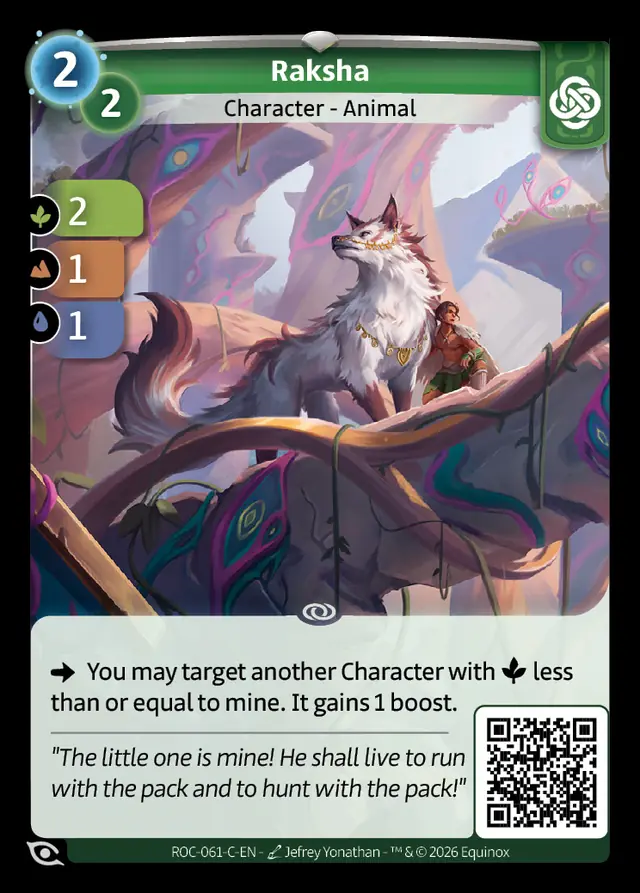 2
2
Raksha
Character - Animal
2
1
1
You may target another Character with less
than or equal to mine. It gains 1 boost.
"The little one is mine! He shall live to run
with the pack and to hunt with the pack!"
ROC-061-C-EN - Jefrey Yonathan - ™ & © 2026 Equinox